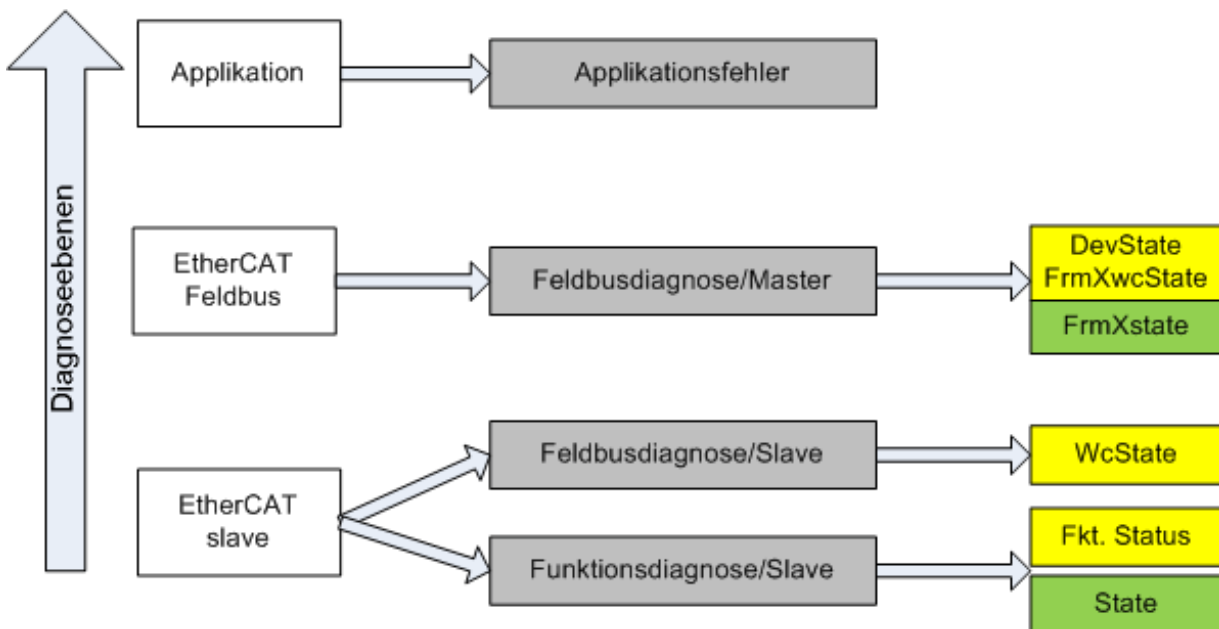 Diagnoseebenen
Applikation
Applikationsfehler
EtherCAT
Feldbus
Feldbusdiagnose/Master
DevState
FrmXwcState
FrmXstate
EtherCAT
slave
Feldbusdiagnose/Slave
WcState
Funktionsdiagnose/Slave
Fkt. Status
State